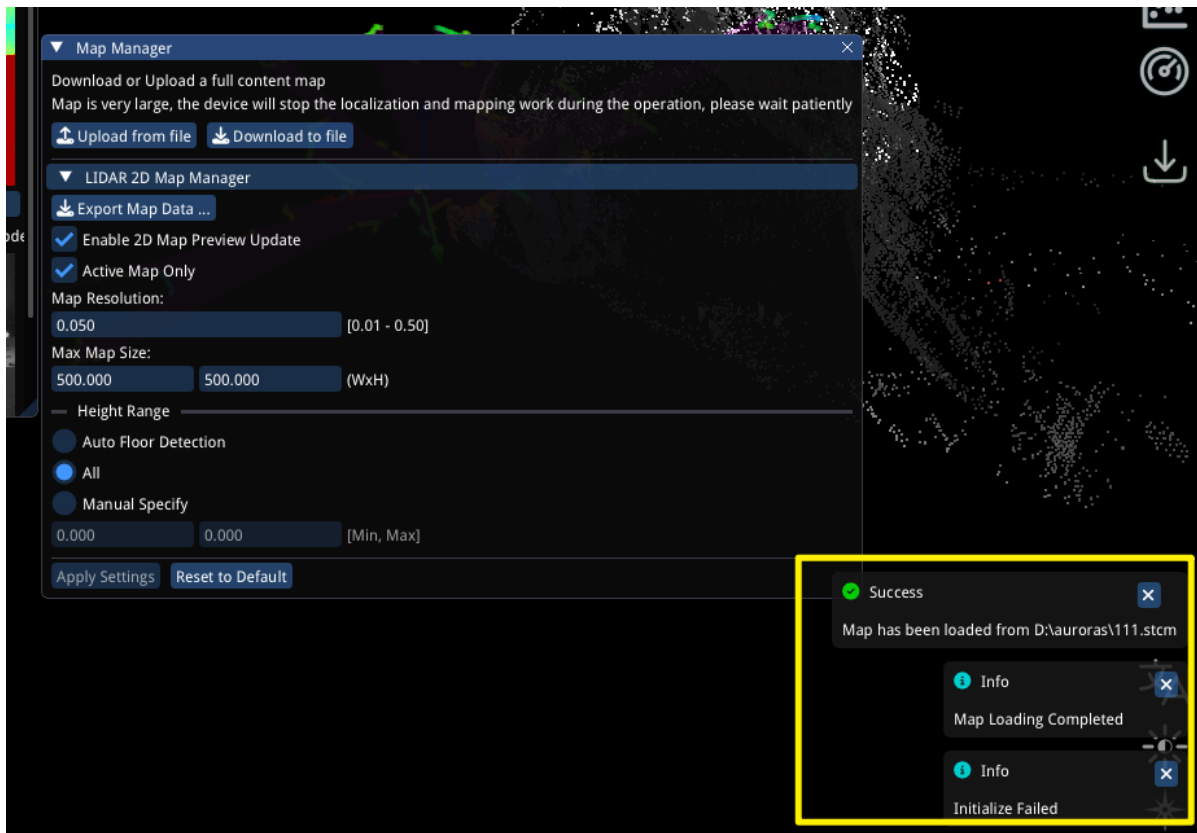 Map Manager
Download or Upload a full content map
Map is very large, the device will stop the localization and mapping work during the operation, please wait patiently
Upload from file Download to file
LIDAR 2D Map Manager
Export Map Data ...
Enable 2D Map Preview Update
Active Map Only
Map Resolution:
0.050 [0.01 - 0.50]
Max Map Size:
500.000 500.000 (WxH)
Height Range
Auto Floor Detection
All
Manual Specify
0.000 0.000 [Min, Max]
Apply Settings Reset to Default
Success
Map has been loaded from D:\auroras\111.stcm
Info
Map Loading Completed
Info
Initialize Failed